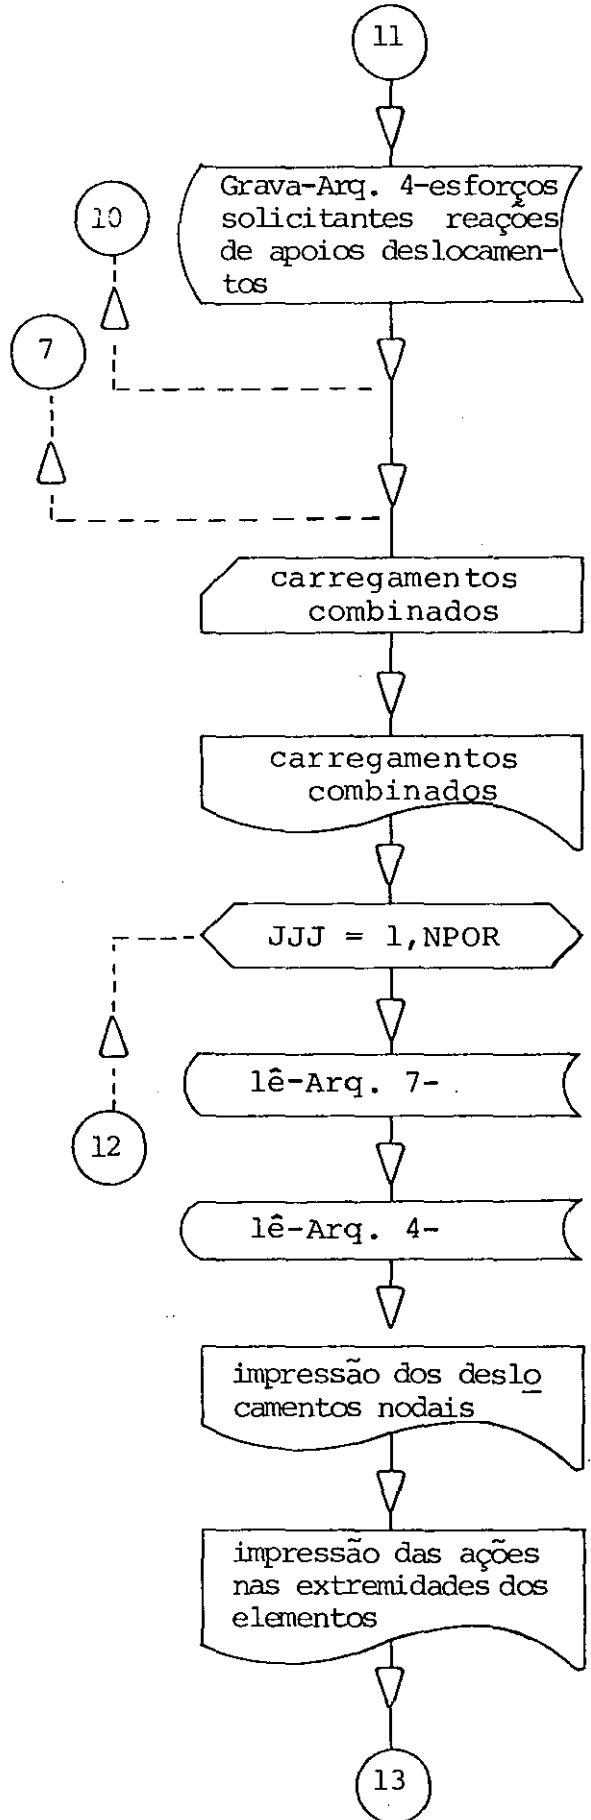 11
Grava-Arq. 4-esforços
solicitantes reações
de apoios deslocamen-
tos
10
7
carregamentos
combinados
carregamentos
combinados
JJJ = 1,NPOR
lê-Arq. 7-
12
lê-Arq. 4-
impressão dos deslo
camentos nodais
impressão das ações
nas extremidades dos
elementos
13